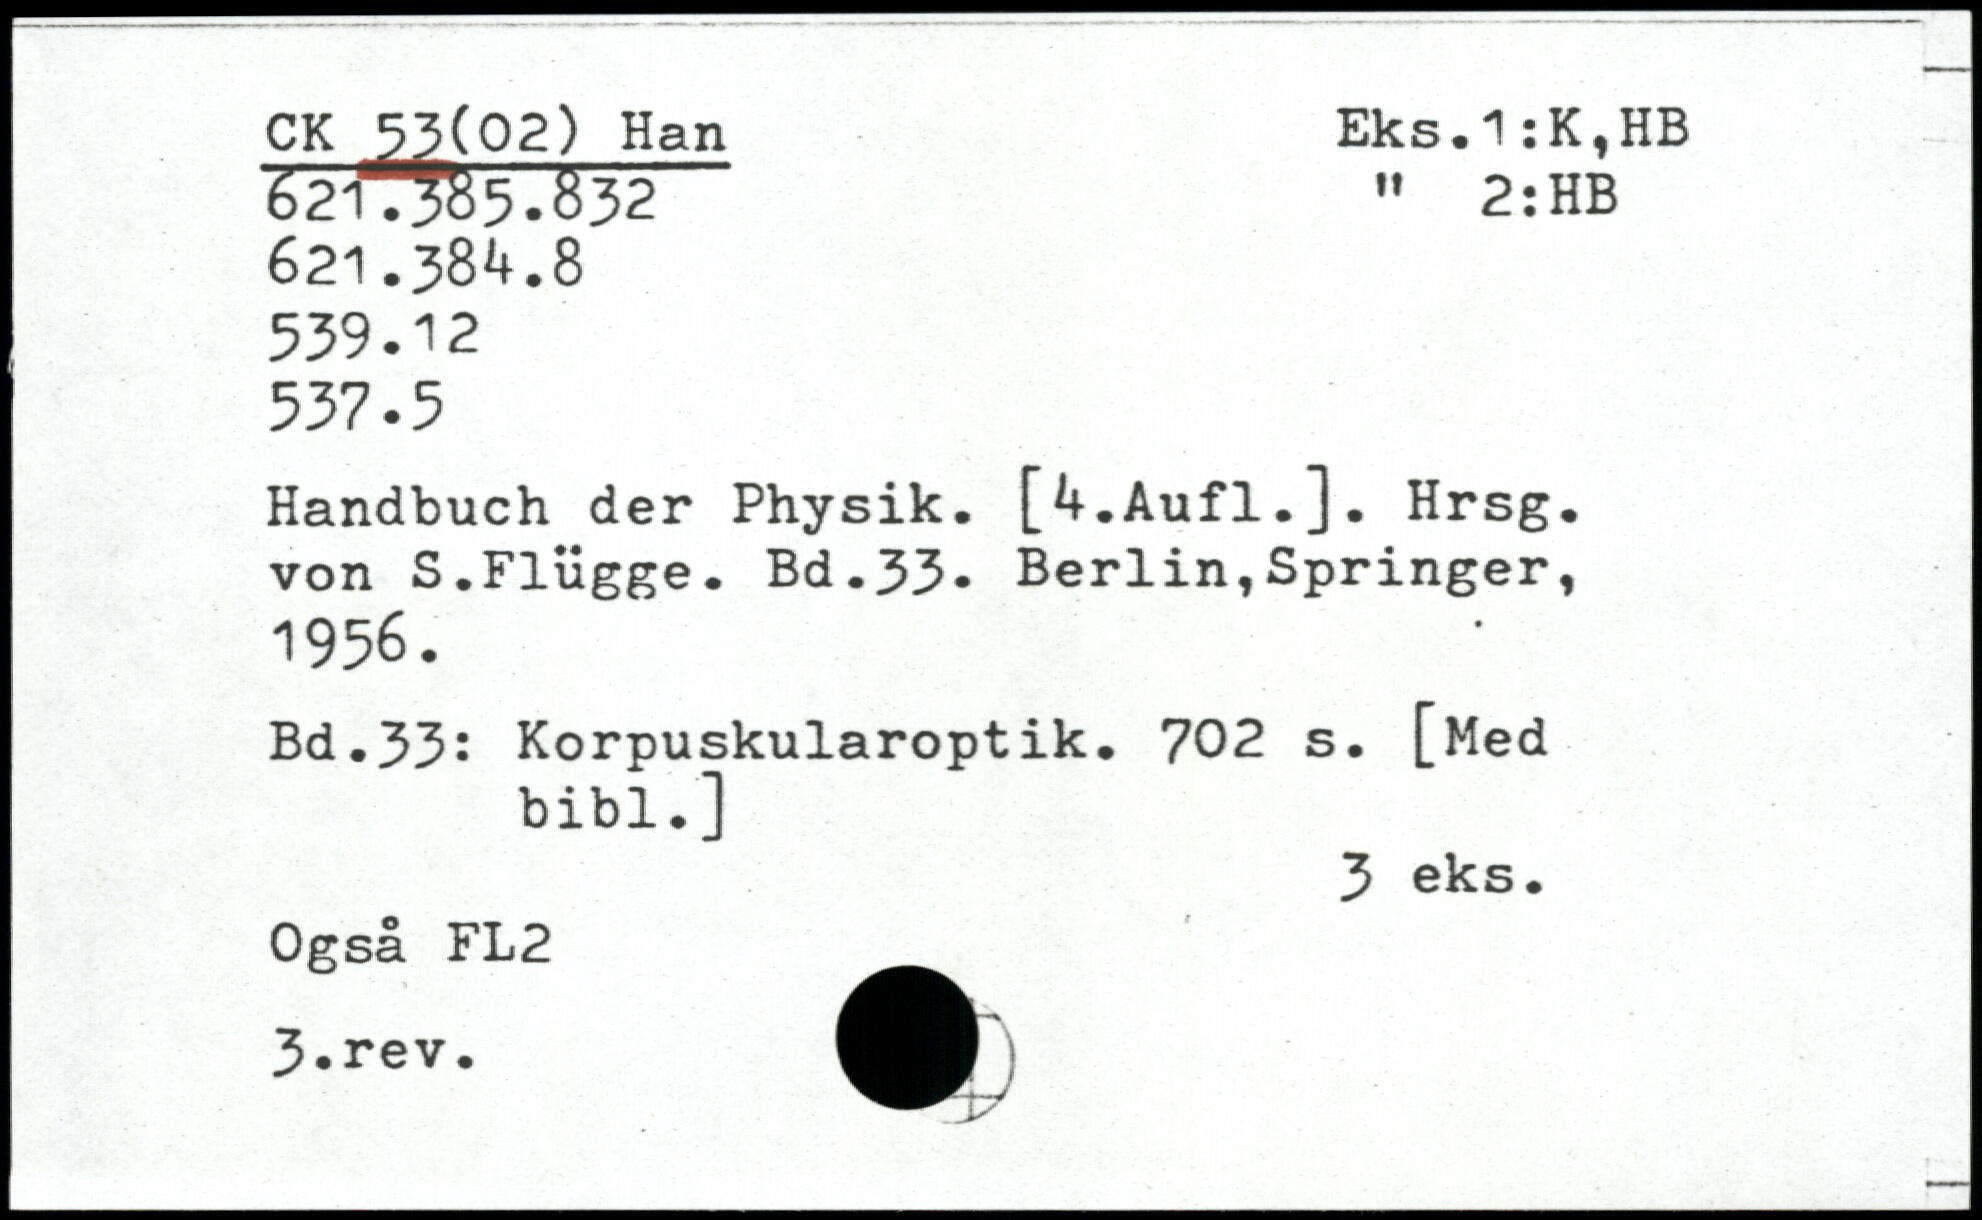 CK 53(02) Han
Eks.1:K,HB
621.385.832
" 2:HB
621.384.8
539.12
537.5
Handbuch der Physik. [4.Aufl.]. Hrsg.
von S.Flügge. Bd.33. Berlin,Springer,
1956.
Bd.33: Korpuskularoptik. 702 s. [Med
bibl.]
3 eks.
Også FL2
3.rev.